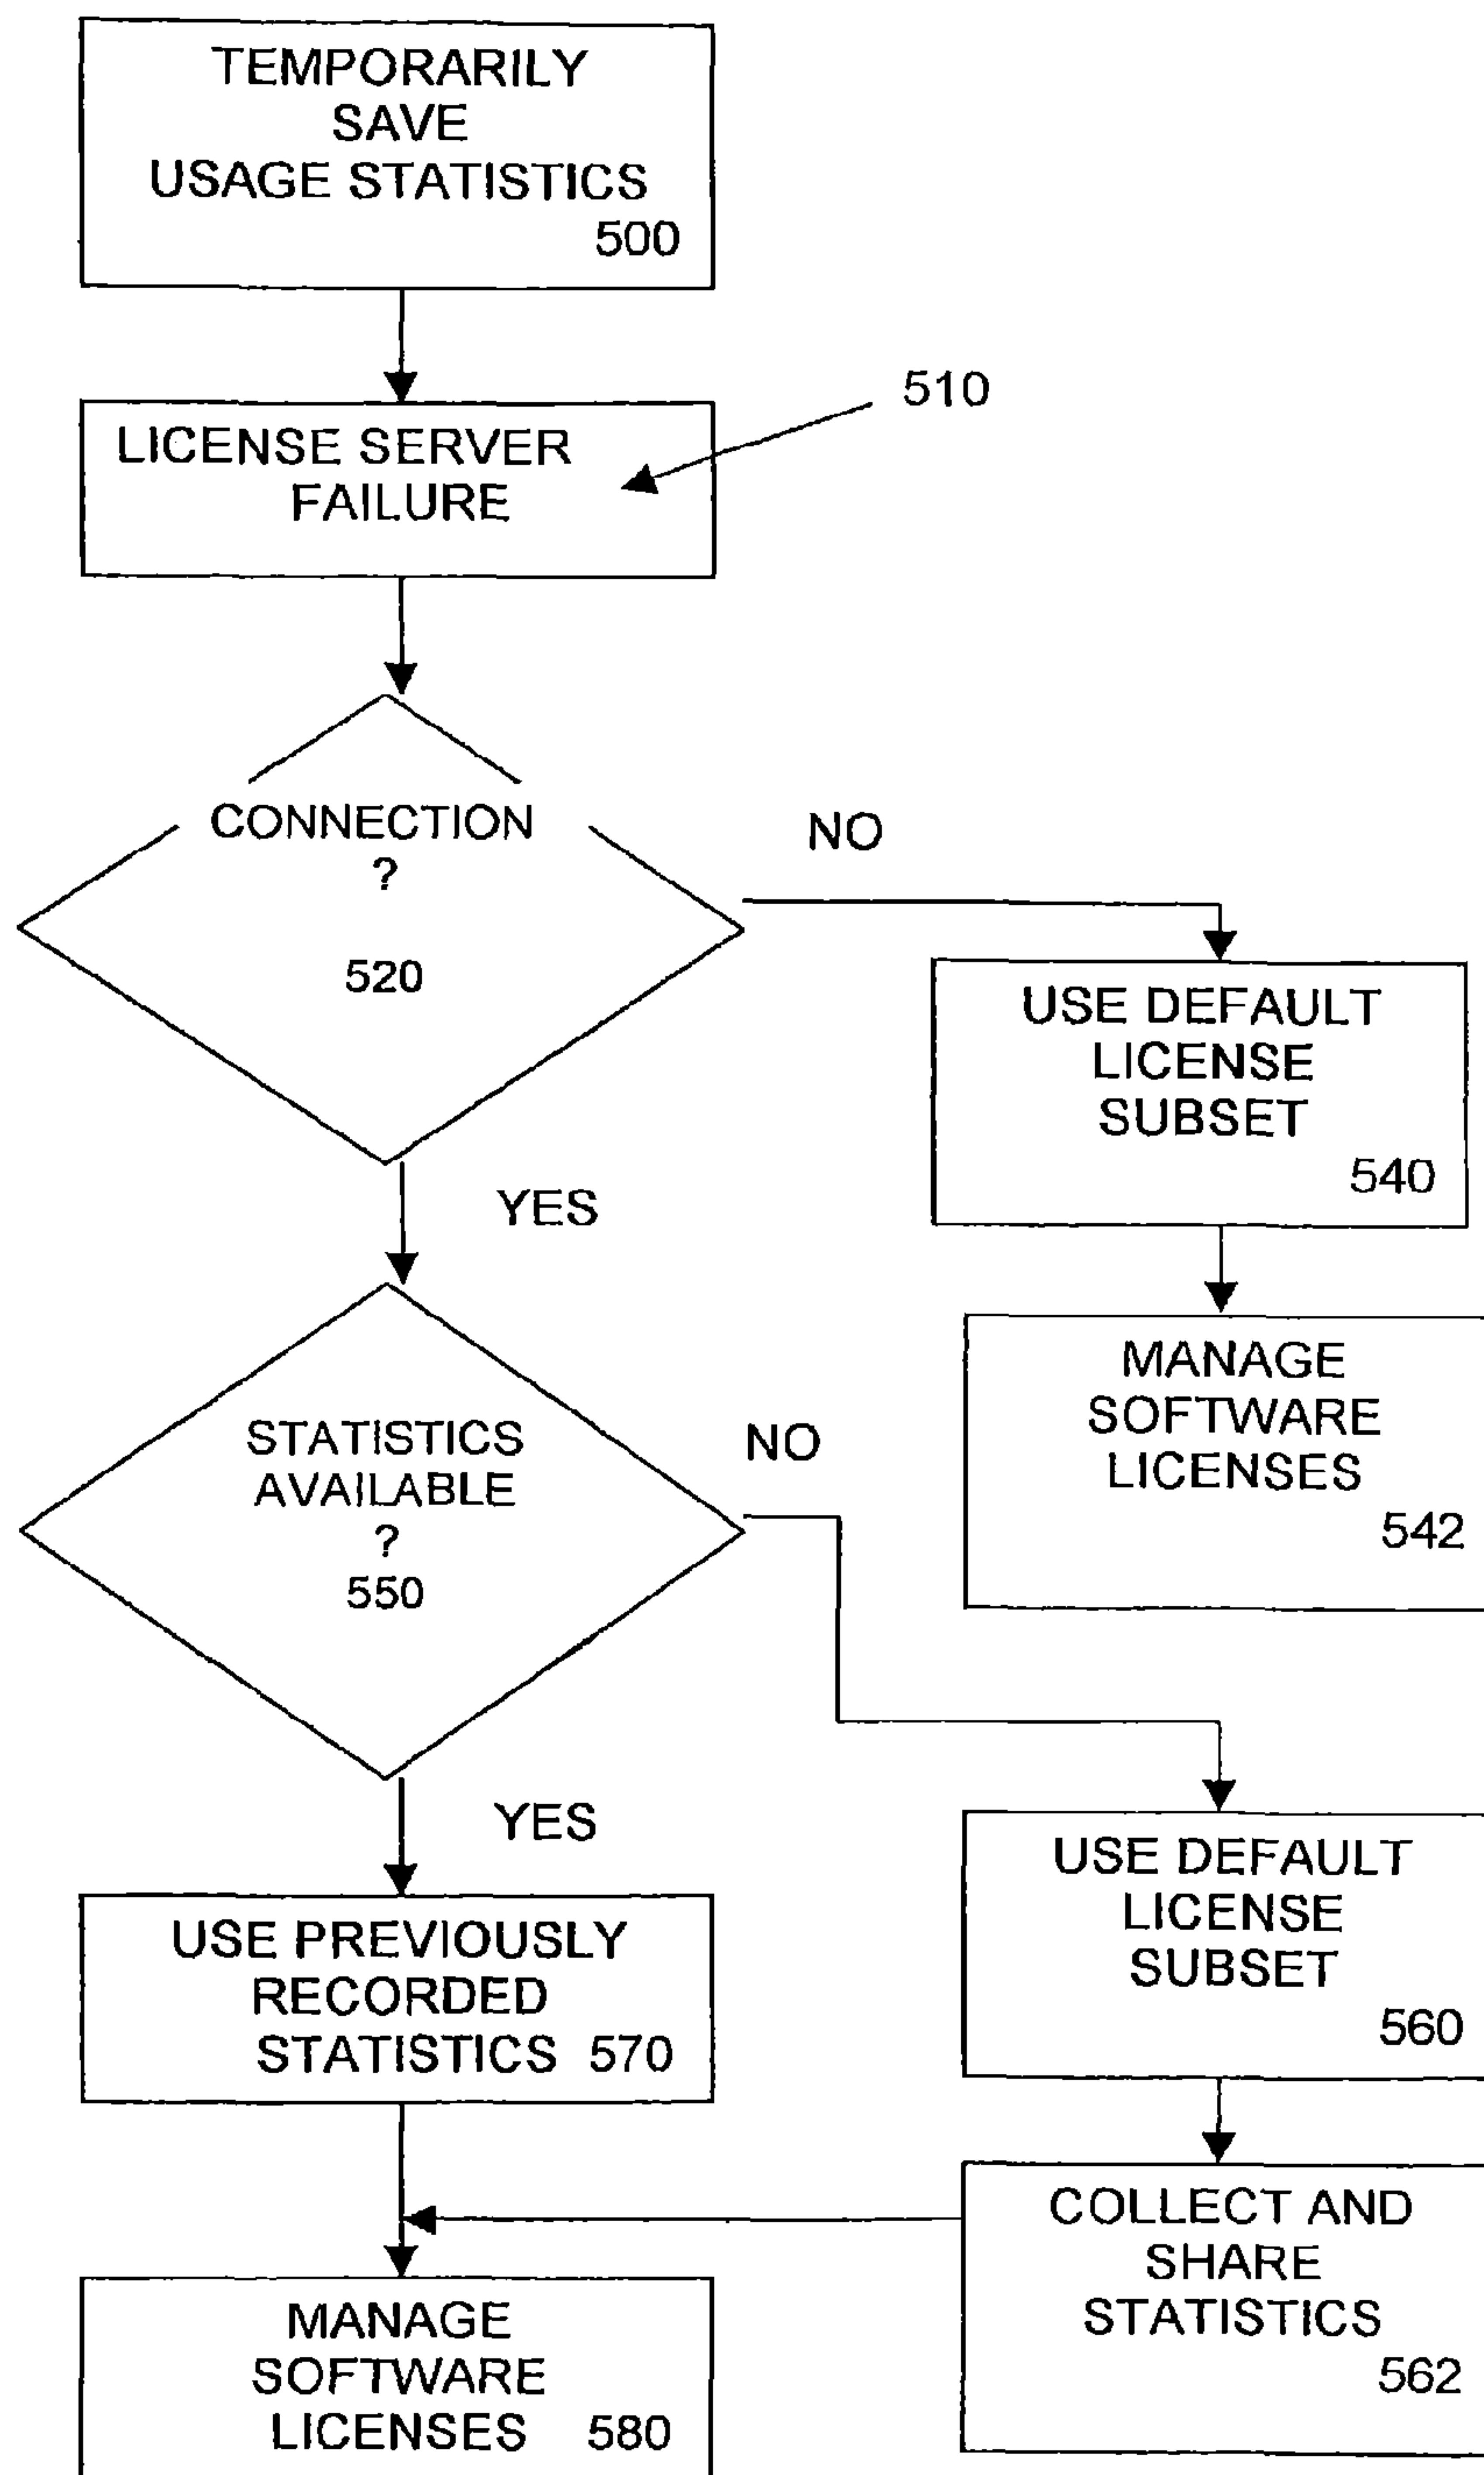 TEMPORARILY
SAVE
USAGE STATISTICS
500
510
LICENSE SERVER
FAILURE
CONNECTION
?
520
NO
USE DEFAULT
LICENSE
SUBSET
540
YES
MANAGE
SOFTWARE
LICENSES
542
STATISTICS
AVAILABLE
?
550
NO
YES
USE DEFAULT
LICENSE
SUBSET
560
USE PREVIOUSLY
RECORDED
STATISTICS 570
COLLECT AND
SHARE
STATISTICS
562
MANAGE
SOFTWARE
LICENSES 580